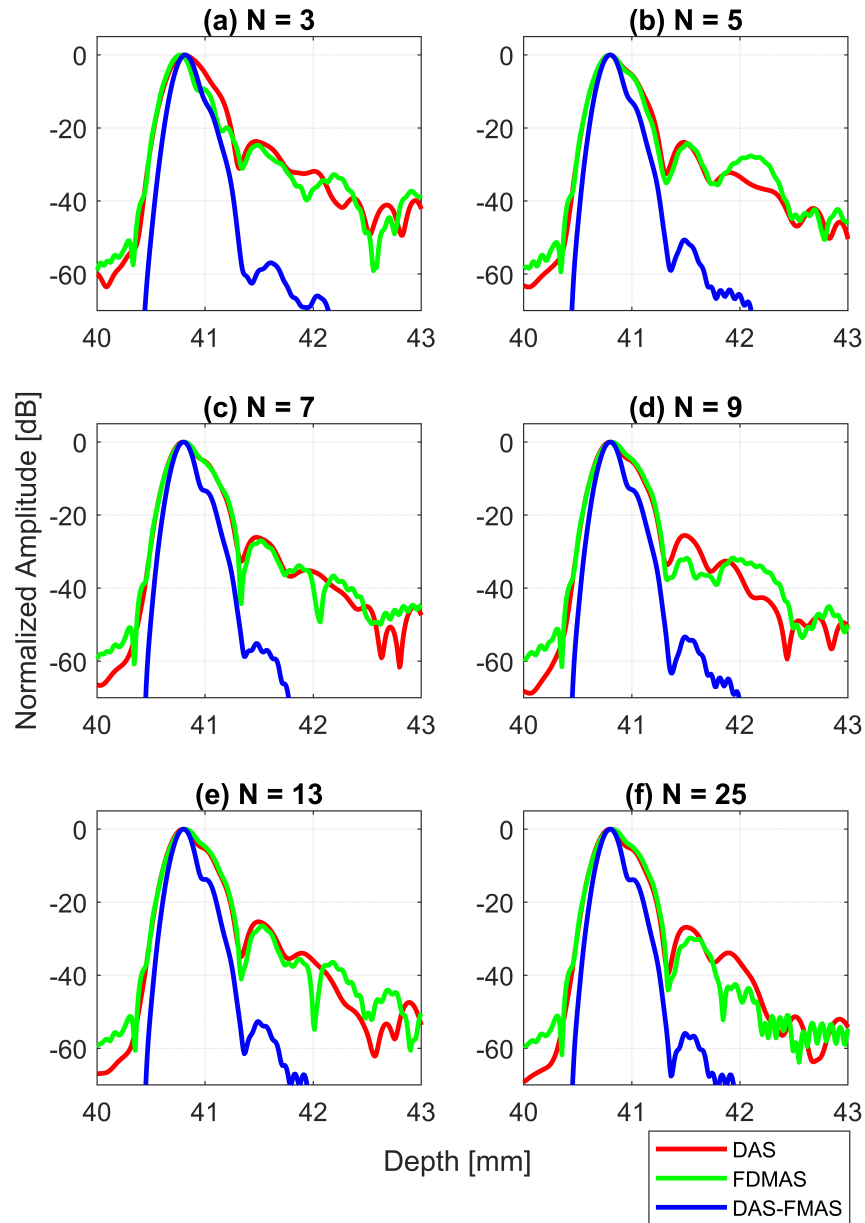 (a) N = 3
0
-20
-40
-60
40 41 42 43
(b) N = 5
0
-20
-40
-60
40 41 42 43
(c) N = 7
0
-20
-40
-60
40 41 42 43
(d) N = 9
0
-20
-40
-60
40 41 42 43
(e) N = 13
0
-20
-40
-60
40 41 42 43
(f) N = 25
0
-20
-40
-60
40 41 42 43
Normalized Amplitude [dB]
Depth [mm]
DAS
FDMAS
DAS-FMAS